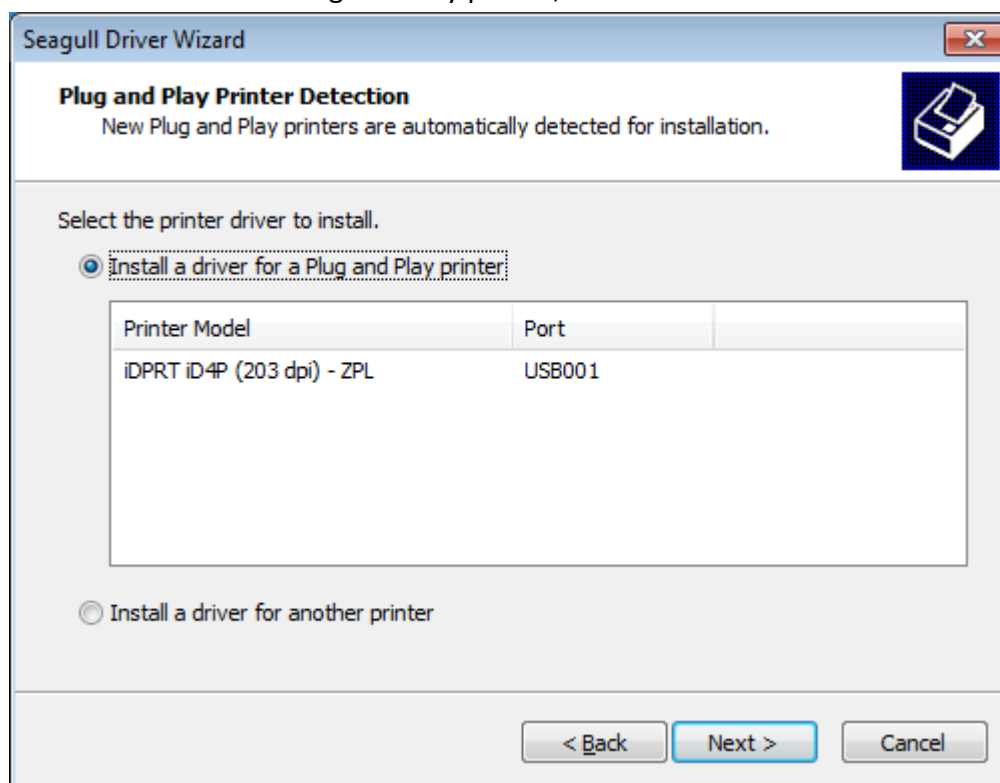 Seagull Driver Wizard
Plug and Play Printer Detection
New Plug and Play printers are automatically detected for installation.
Select the printer driver to install.
Install a driver for a Plug and Play printer
Printer Model Port
iDPRT iD4P (203 dpi) - ZPL USB001
Install a driver for another printer
< Back Next > Cancel